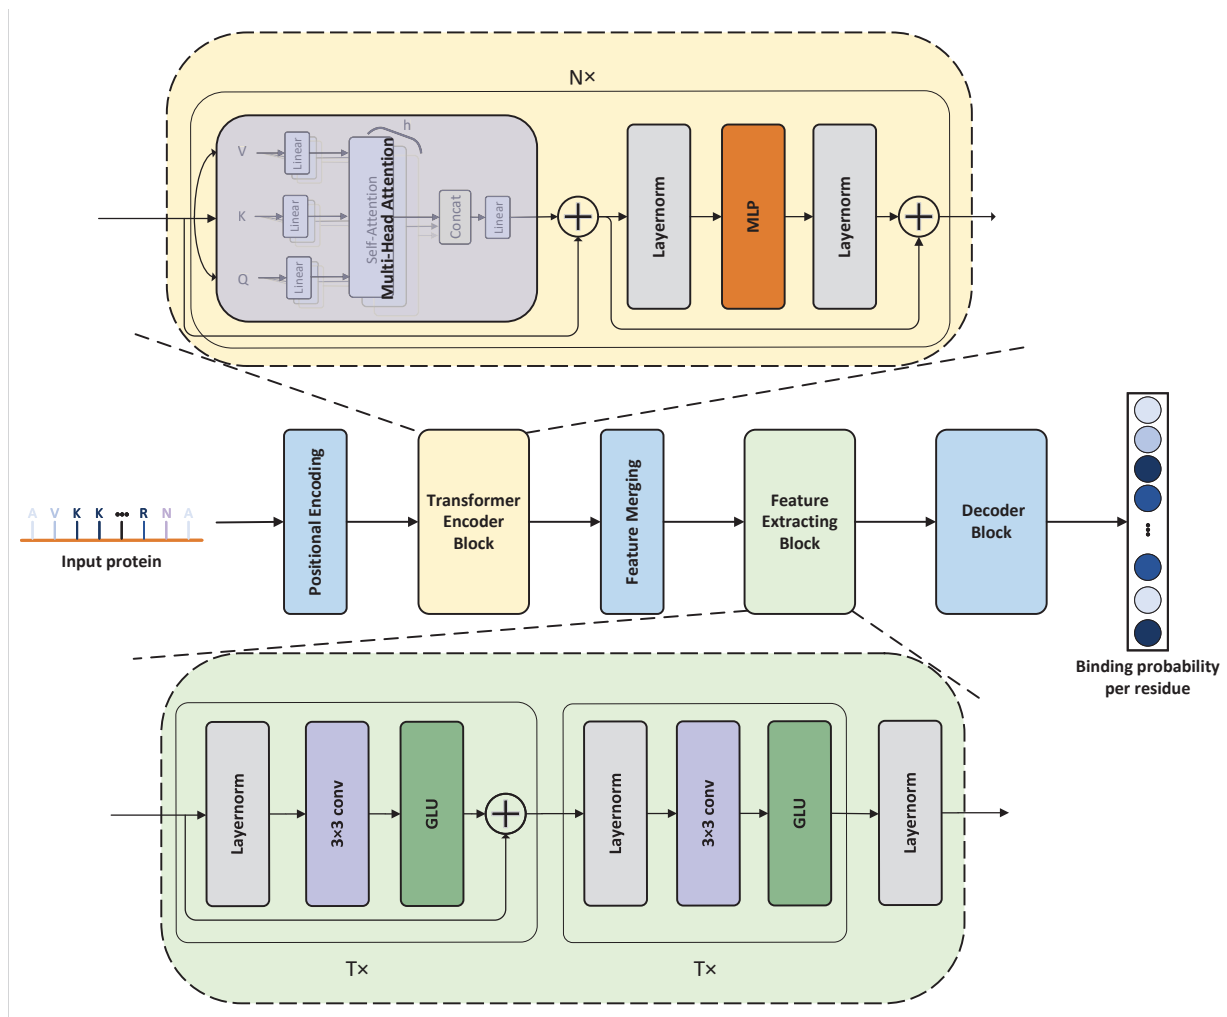 N×
h
V
Linear
K
Linear
Q
Linear
Self-Attention
Multi-Head Attention
Concat
Linear
Layernorm
MLP
Layernorm
A V K K ••• R N A
Input protein
Positional Encoding
Transformer
Encoder
Block
Feature Merging
Feature
Extracting
Block
Decoder
Block
Binding probability
per residue
Layernorm
3×3 conv
GLU
Layernorm
3×3 conv
GLU
Layernorm
T×
T×